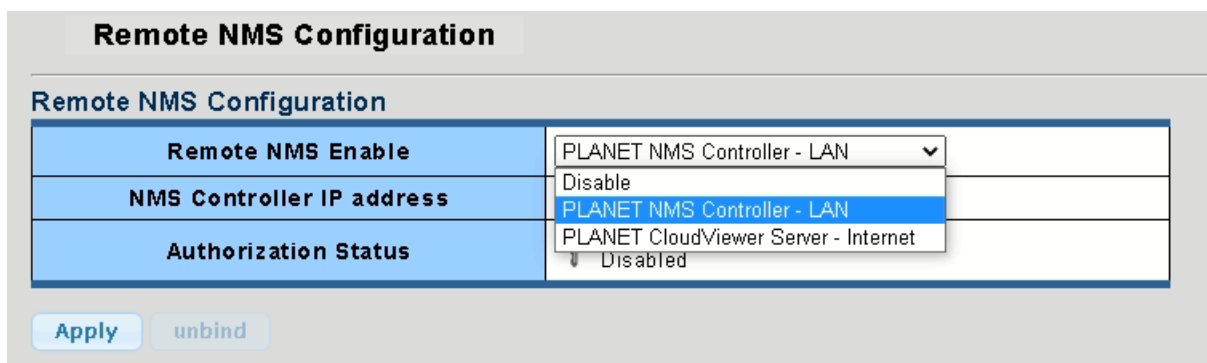 Remote NMS Configuration
Remote NMS Configuration
Remote NMS Enable
PLANET NMS Controller - LAN
Disable
NMS Controller IP address
PLANET NMS Controller - LAN
PLANET CloudViewer Server - Internet
Authorization Status
Disabled
Apply unbind